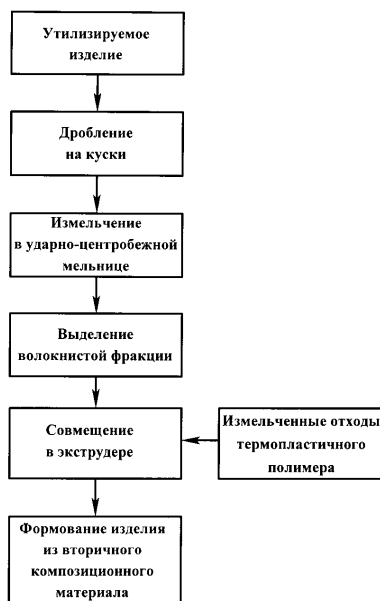 Утилизируемое
изделие
Дробление
на куски
Измельчение
в ударно-центробежной
мельнице
Выделение
волокнистой фракции
Совмещение
в экструдере
Измельченные отходы
термопластичного
полимера
Формование изделия
из вторичного
композиционного
материала